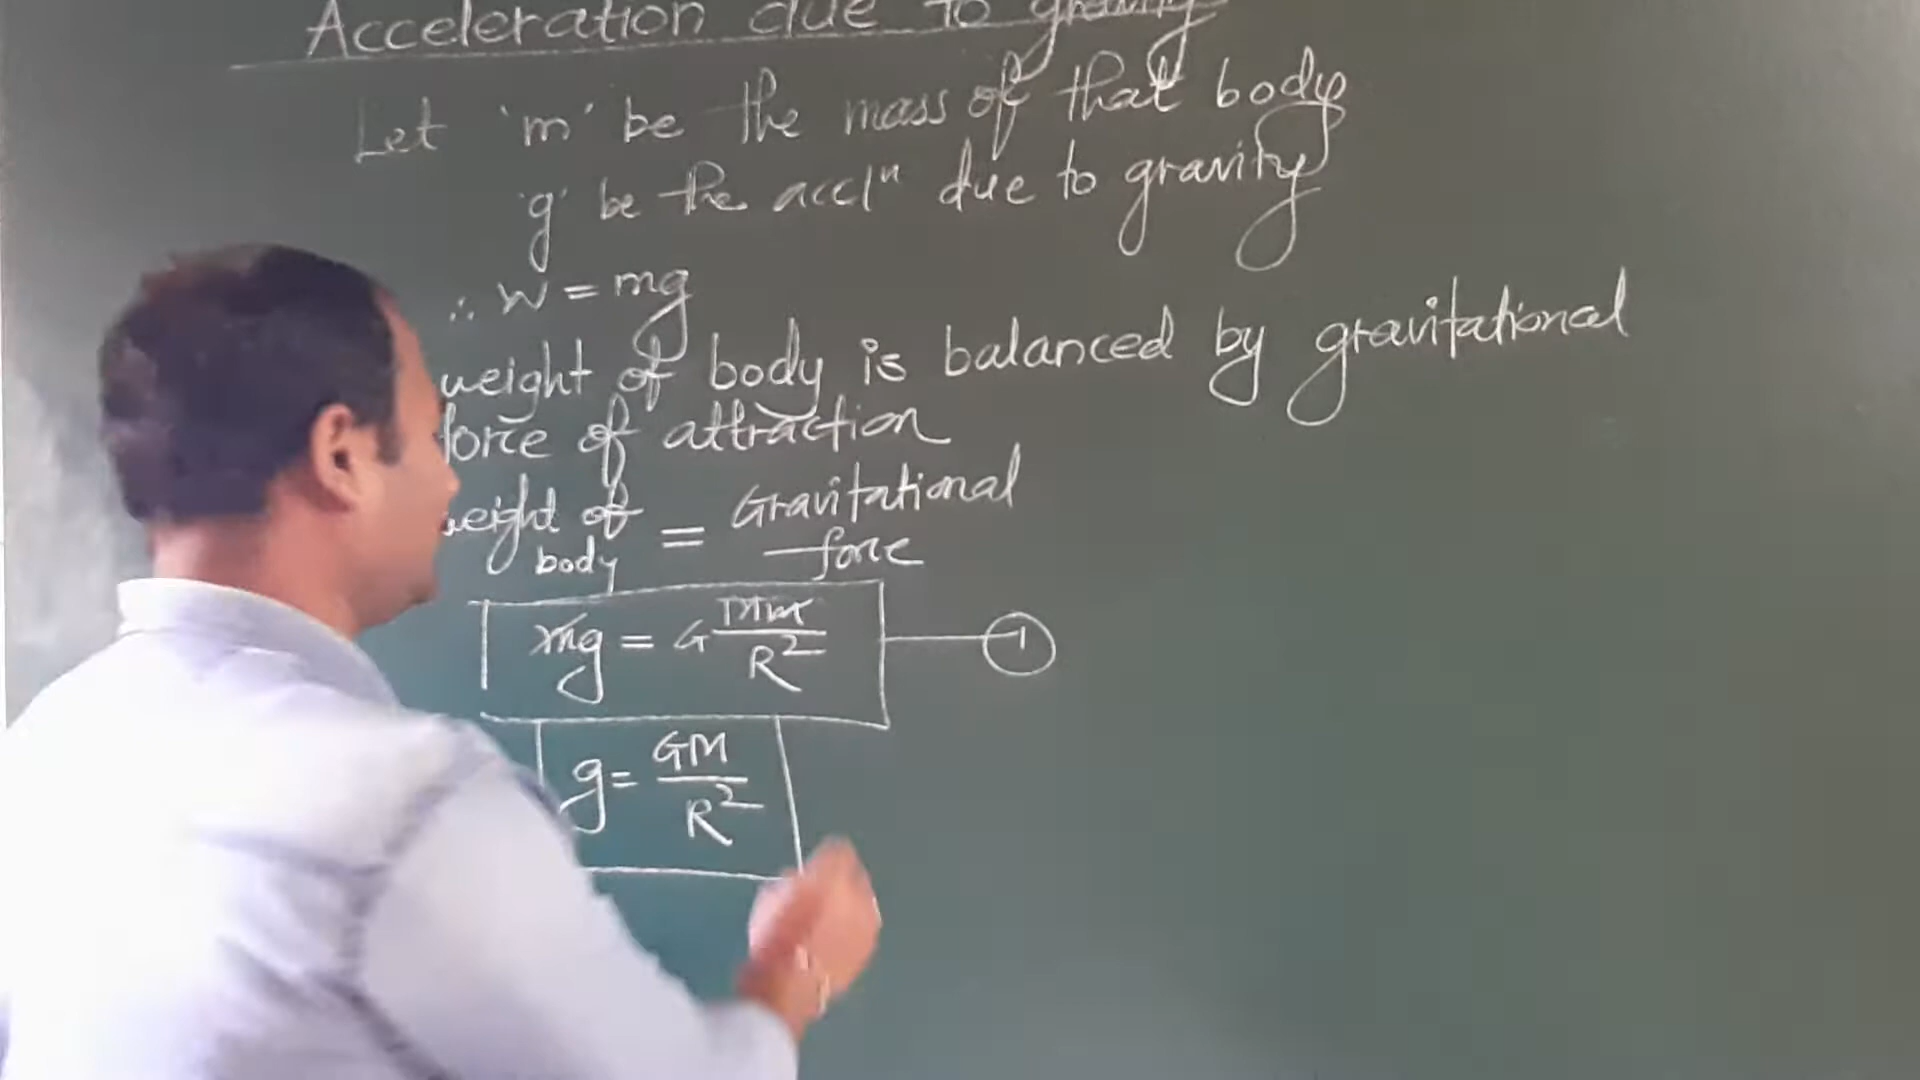 Acceleration due to gravity
Let 'm' be the mass of that body
'g' be the accl^n due to gravity
∴ W = mg
weight of body is balanced by gravitational
force of attraction
weight of body = Gravitational force
mg = G Mm/R² — 1
g = GM/R²